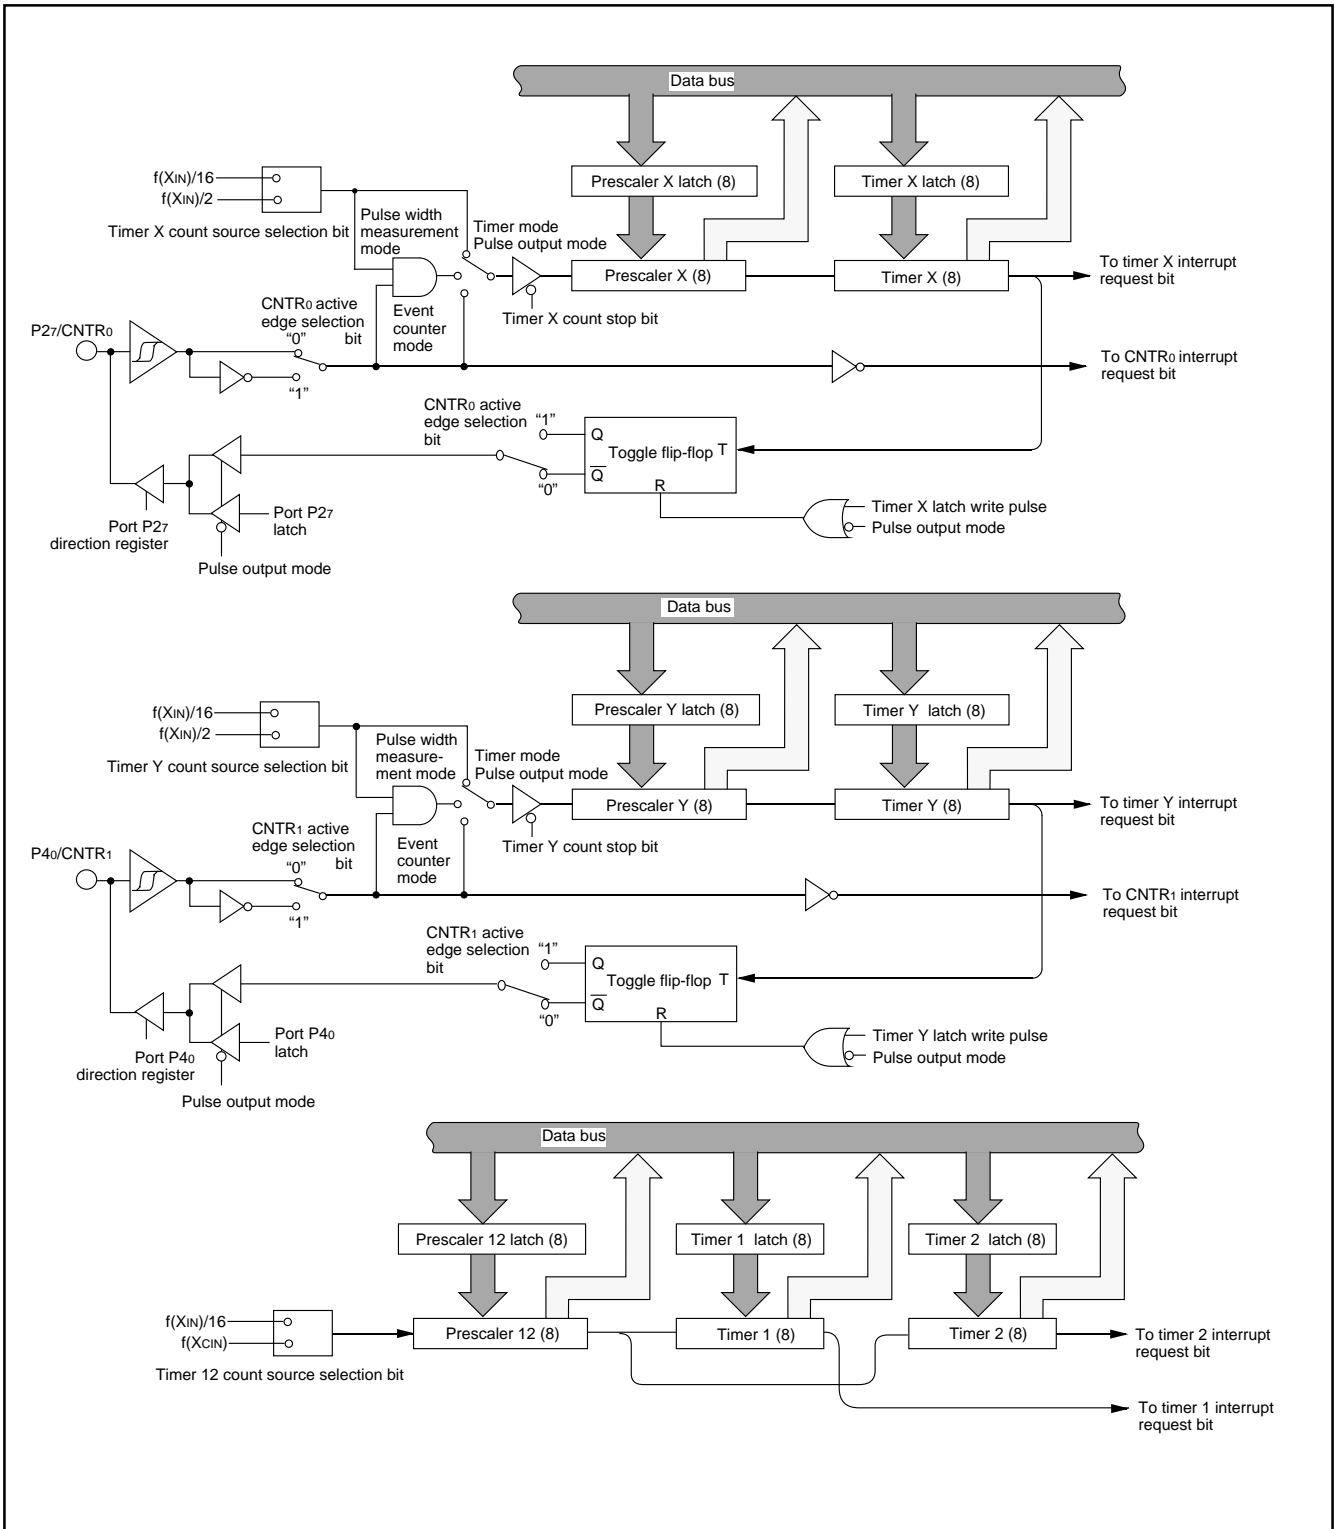 Data bus
Prescaler X latch (8)
Timer X latch (8)
f(XIN)/16
f(XIN)/2
Timer X count source selection bit
Pulse width
measurement
mode
Timer mode
Pulse output mode
Prescaler X (8)
Timer X (8)
To timer X interrupt
request bit
Timer X count stop bit
CNTR0 active
edge selection
bit
Event
counter
mode
P27/CNTR0
“0”
“1”
To CNTR0 interrupt
request bit
CNTR0 active
edge selection
bit
“1”
“0”
Q
Toggle flip-flop
T
Q
R
Timer X latch write pulse
Pulse output mode
Port P27
latch
Port P27
direction register
Pulse output mode
Data bus
Prescaler Y latch (8)
Timer Y latch (8)
f(XIN)/16
f(XIN)/2
Timer Y count source selection bit
Pulse width
measure-
ment mode
Timer mode
Pulse output mode
Prescaler Y (8)
Timer Y (8)
To timer Y interrupt
request bit
Timer Y count stop bit
CNTR1 active
edge selection
bit
Event
counter
mode
P40/CNTR1
“0”
“1”
To CNTR1 interrupt
request bit
CNTR1 active
edge selection
bit
“1”
“0”
Q
Toggle flip-flop
T
Q
R
Timer Y latch write pulse
Pulse output mode
Port P40
latch
Port P40
direction register
Pulse output mode
Data bus
Prescaler 12 latch (8)
Timer 1 latch (8)
Timer 2 latch (8)
f(XIN)/16
f(XCIN)
Timer 12 count source selection bit
Prescaler 12 (8)
Timer 1 (8)
Timer 2 (8)
To timer 2 interrupt
request bit
To timer 1 interrupt
request bit